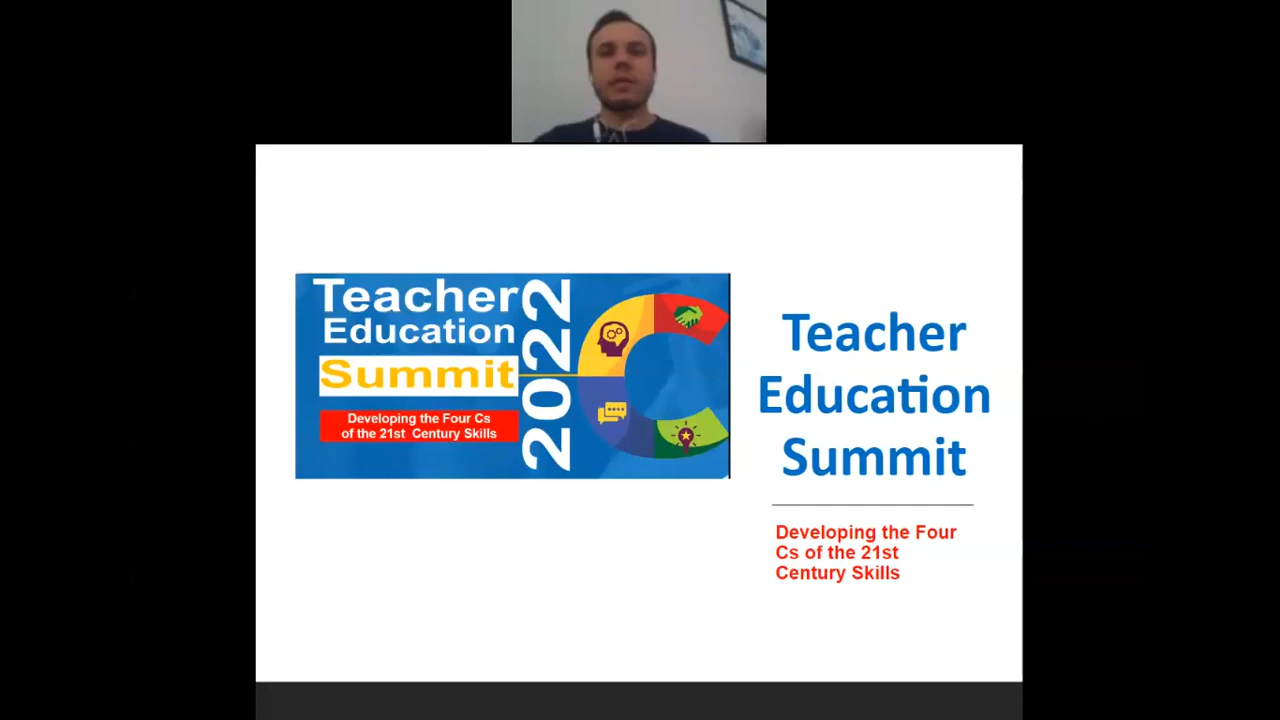 Teacher
Education
Summit
Developing the Four Cs
of the 21st Century Skills
2022
Teacher
Education
Summit
Developing the Four
Cs of the 21st
Century Skills